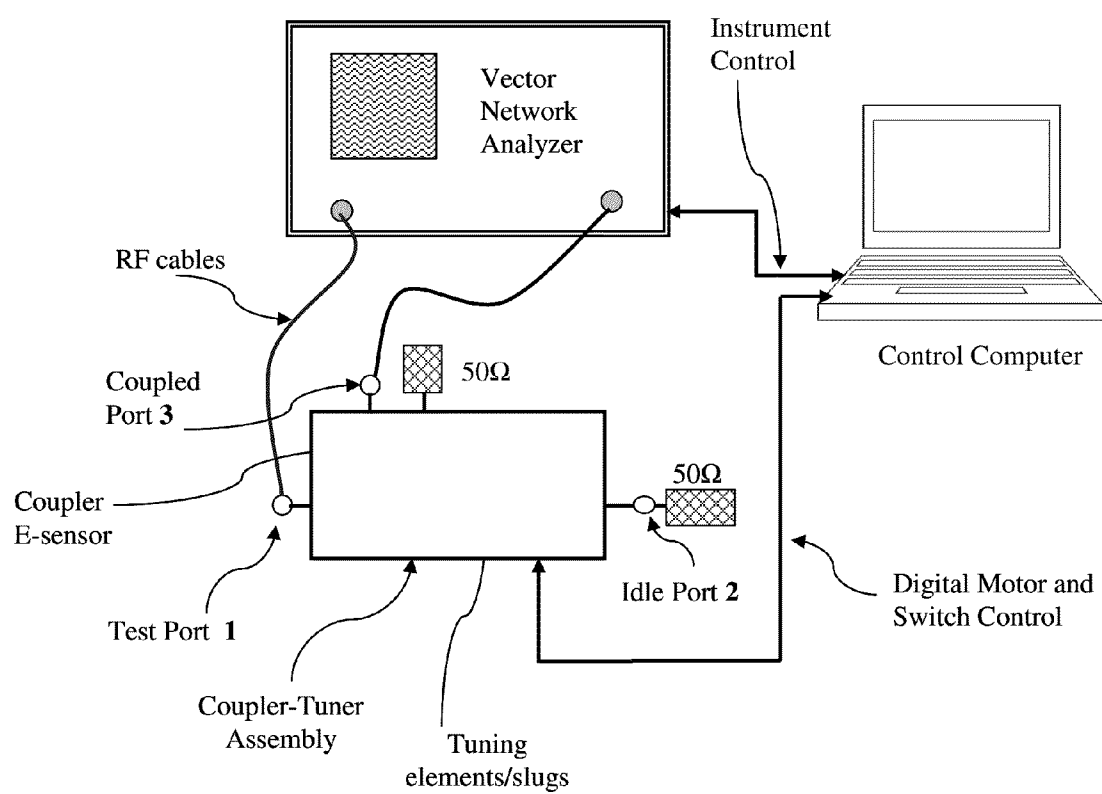 Instrument
Control
Vector
Network
Analyzer
RF cables
Control Computer
Coupled
Port 3
50Ω
50Ω
Coupler
E-sensor
Idle Port 2
Digital Motor and
Switch Control
Test Port 1
Coupler-Tuner
Assembly
Tuning
elements/slugs